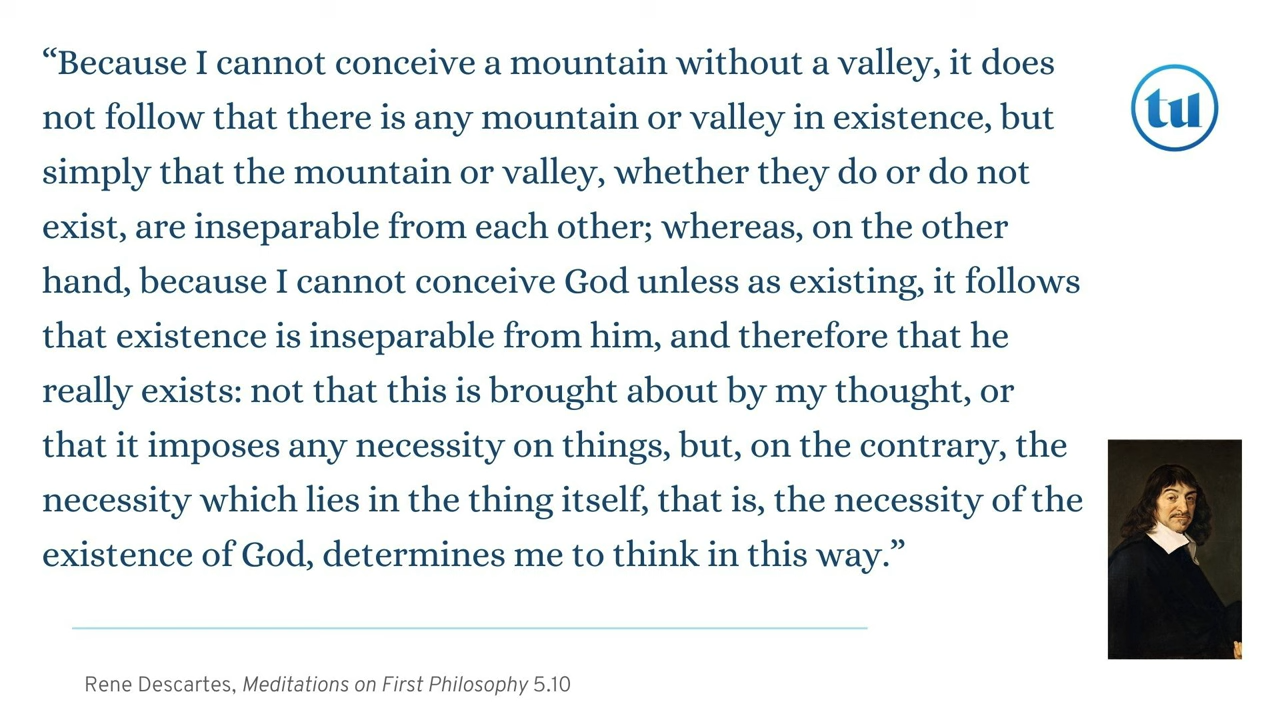 “Because I cannot conceive a mountain without a valley, it does
not follow that there is any mountain or valley in existence, but
simply that the mountain or valley, whether they do or do not
exist, are inseparable from each other; whereas, on the other
hand, because I cannot conceive God unless as existing, it follows
that existence is inseparable from him, and therefore that he
really exists: not that this is brought about by my thought, or
that it imposes any necessity on things, but, on the contrary, the
necessity which lies in the thing itself, that is, the necessity of the
existence of God, determines me to think in this way.”
tu
Rene Descartes, Meditations on First Philosophy 5.10